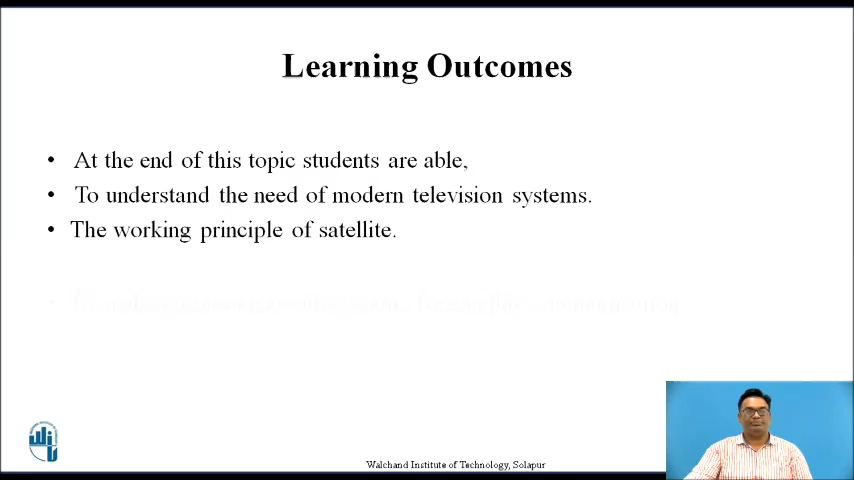 Learning Outcomes
• At the end of this topic students are able,
• To understand the need of modern television systems.
• The working principle of satellite.
Walchand Institute of Technology, Solapur